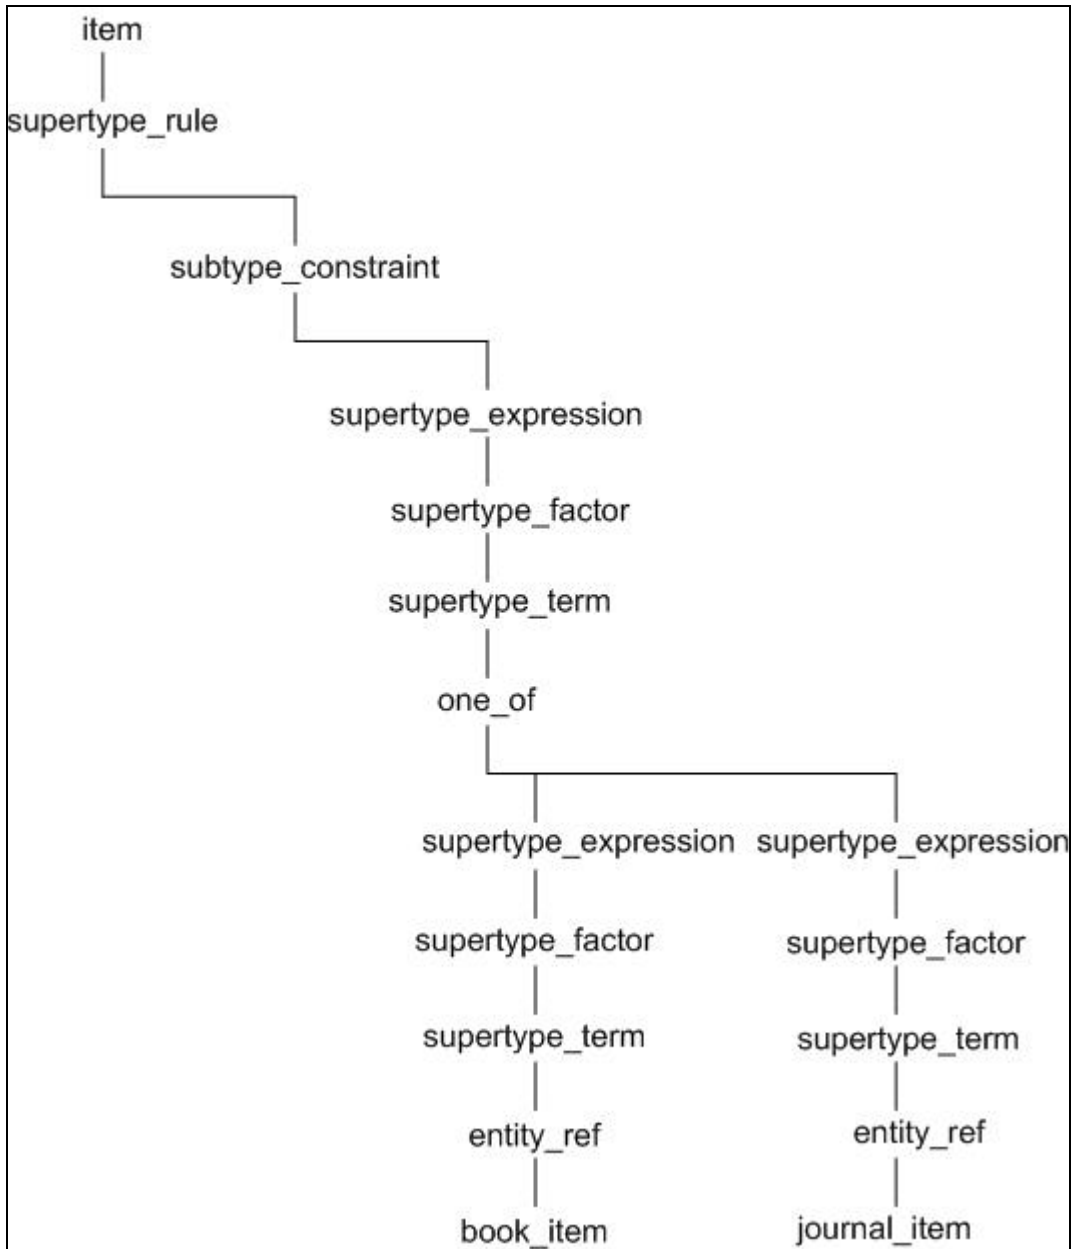 item
supertype_rule
subtype_constraint
supertype_expression
supertype_factor
supertype_term
one_of
supertype_expression supertype_expression
supertype_factor supertype_factor
supertype_term supertype_term
entity_ref entity_ref
book_item journal_item